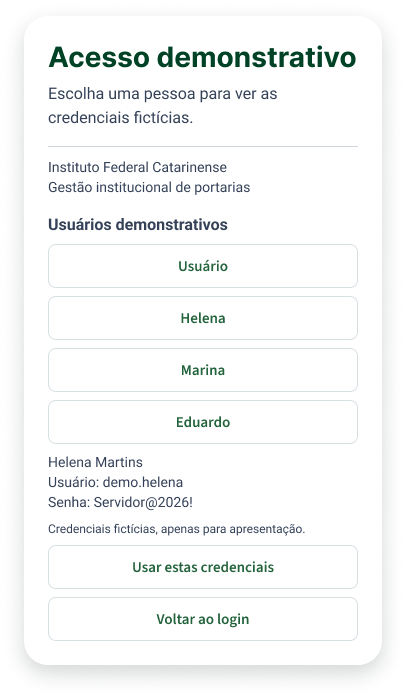 Acesso demonstrativo
Escolha uma pessoa para ver as
credenciais fictícias.
Instituto Federal Catarinense
Gestão institucional de portarias
Usuários demonstrativos
Usuário
Helena
Marina
Eduardo
Helena Martins
Usuário: demo.helena
Senha: Servidor@2026!
Credenciais fictícias, apenas para apresentação.
Usar estas credenciais
Voltar ao login